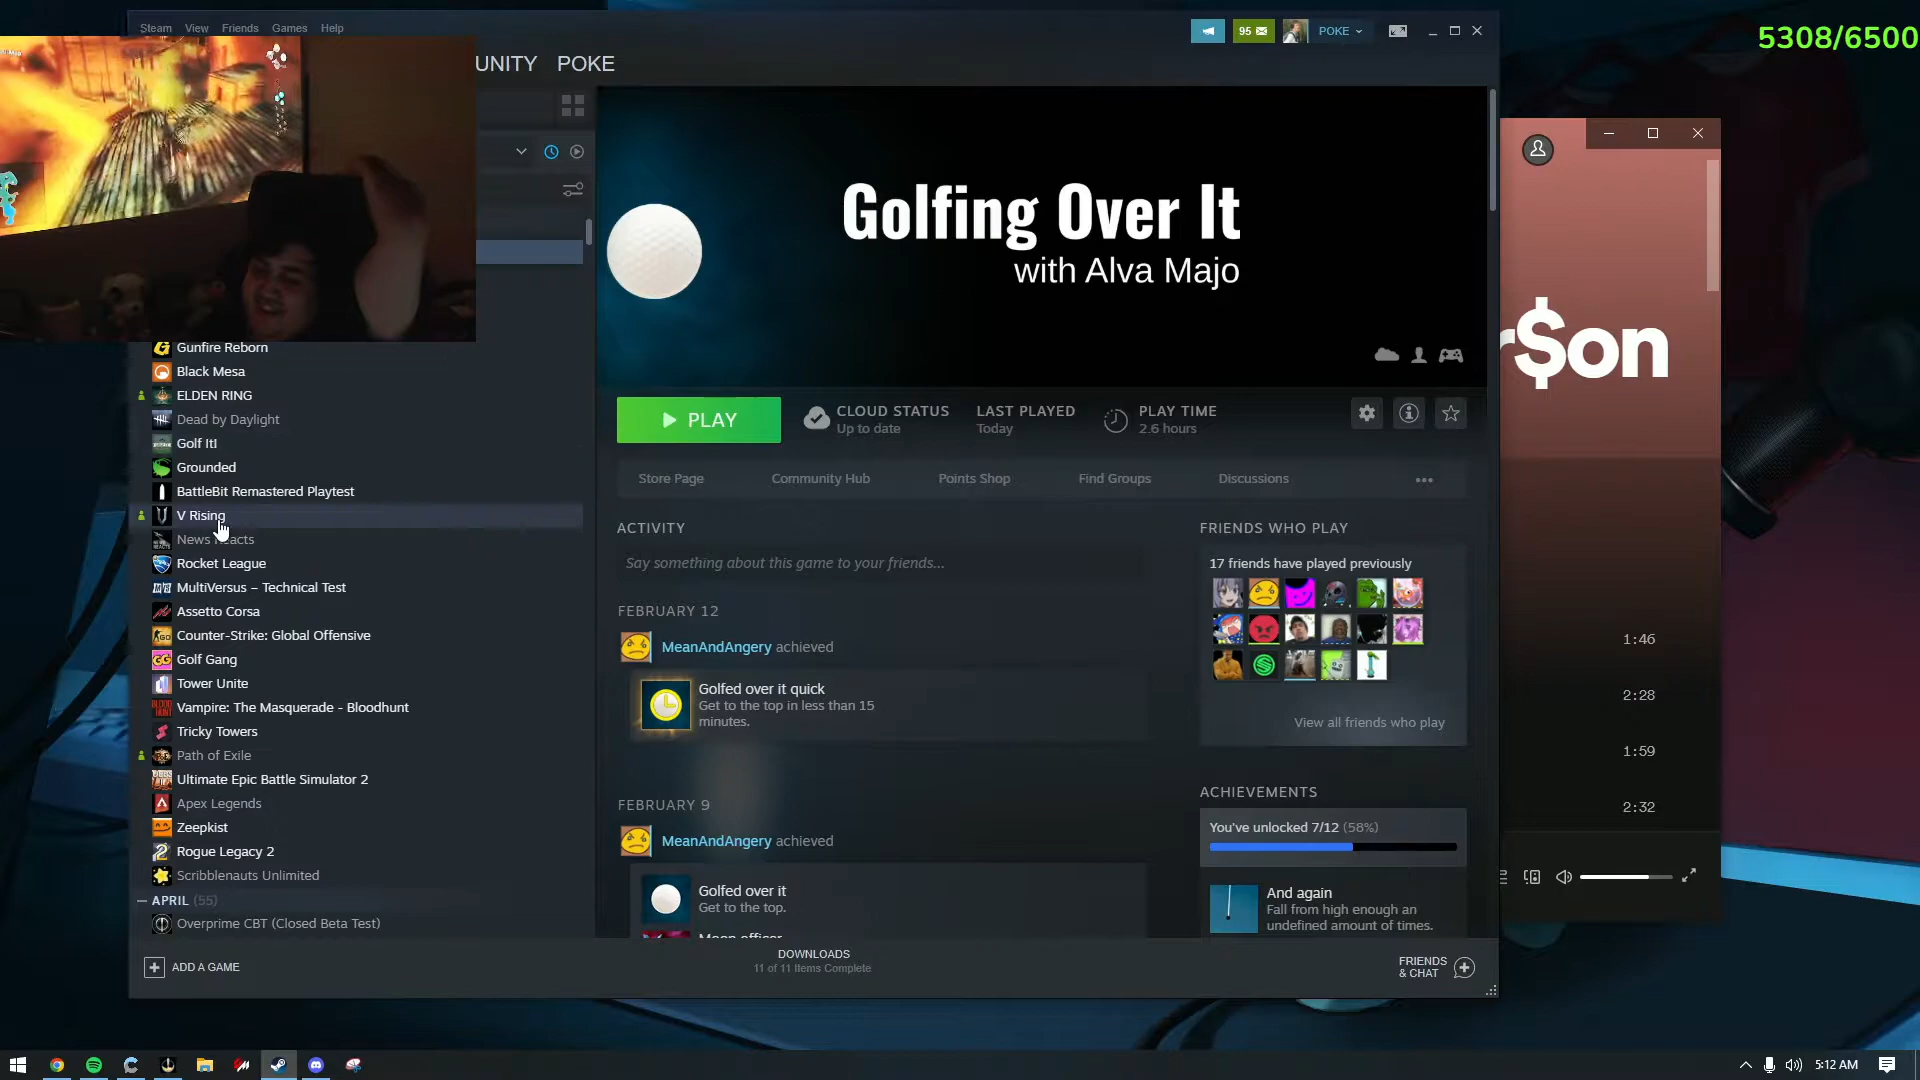 Steam View Friends Games Help
95
POKE
5308/6500
UNITY POKE
Golfing Over It
with Alva Majo
r$on
Gunfire Reborn
Black Mesa
ELDEN RING
Dead by Daylight
Golf It!
Grounded
BattleBit Remastered Playtest
V Rising
News Reacts
Rocket League
MultiVersus – Technical Test
Assetto Corsa
Counter-Strike: Global Offensive
Golf Gang
Tower Unite
Vampire: The Masquerade - Bloodhunt
Tricky Towers
Path of Exile
Ultimate Epic Battle Simulator 2
Apex Legends
Zeepkist
Rogue Legacy 2
Scribblenauts Unlimited
— APRIL (55)
Overprime CBT (Closed Beta Test)
ADD A GAME
PLAY
CLOUD STATUS
Up to date
LAST PLAYED
Today
PLAY TIME
2.6 hours
Store Page Community Hub Points Shop Find Groups Discussions •••
ACTIVITY
Say something about this game to your friends...
FEBRUARY 12
MeanAndAngery achieved
Golfed over it quick
Get to the top in less than 15
minutes.
FEBRUARY 9
MeanAndAngery achieved
Golfed over it
Get to the top.
Moon officer
FRIENDS WHO PLAY
17 friends have played previously
View all friends who play
ACHIEVEMENTS
You've unlocked 7/12 (58%)
And again
Fall from high enough an
undefined amount of times.
1:46
2:28
1:59
2:32
DOWNLOADS
11 of 11 Items Complete
FRIENDS
& CHAT
5:12 AM